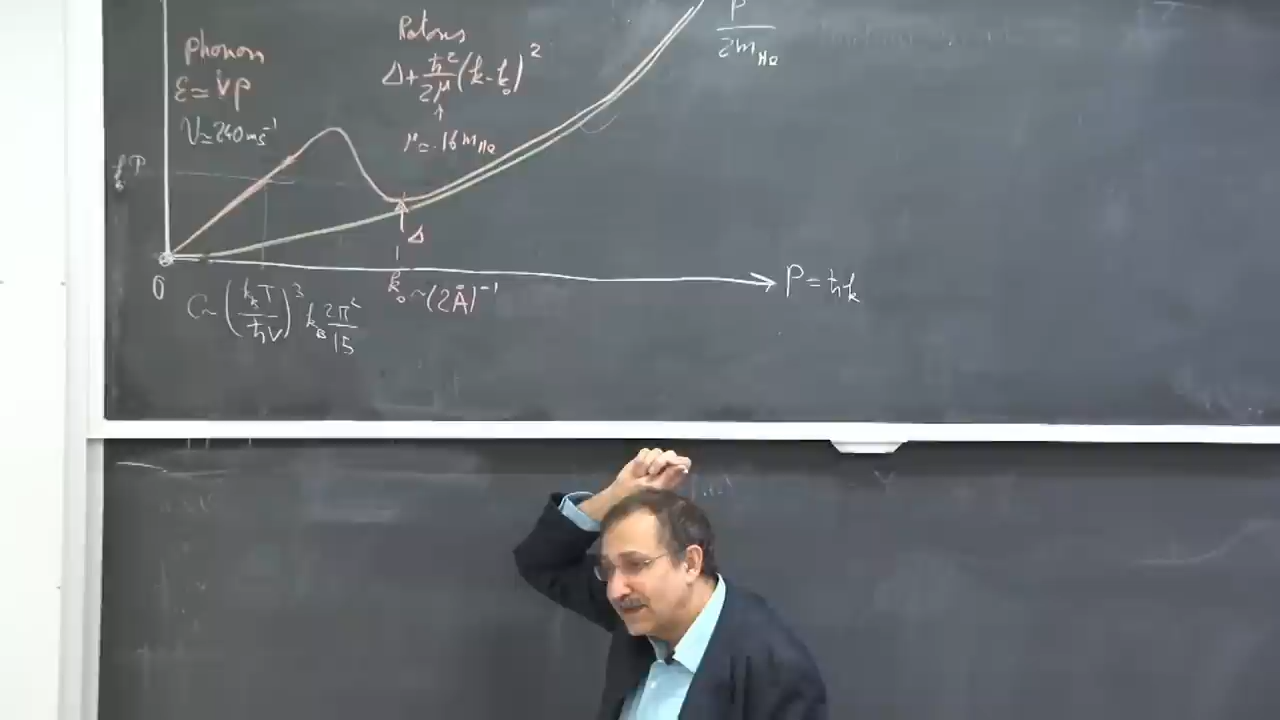 phonon
ε ≃ vp
v ≃ 240 ms⁻¹
Rotons
Δ + ħ²/2μ (k - k₀)²
↑
μ ≃ .16 m_He
P/2m_He
k_B T
Δ
0
k₀ ~ (2Å)⁻¹
P = ħk
C ~ (k_B T/ħv)³ k_B 2π²/15